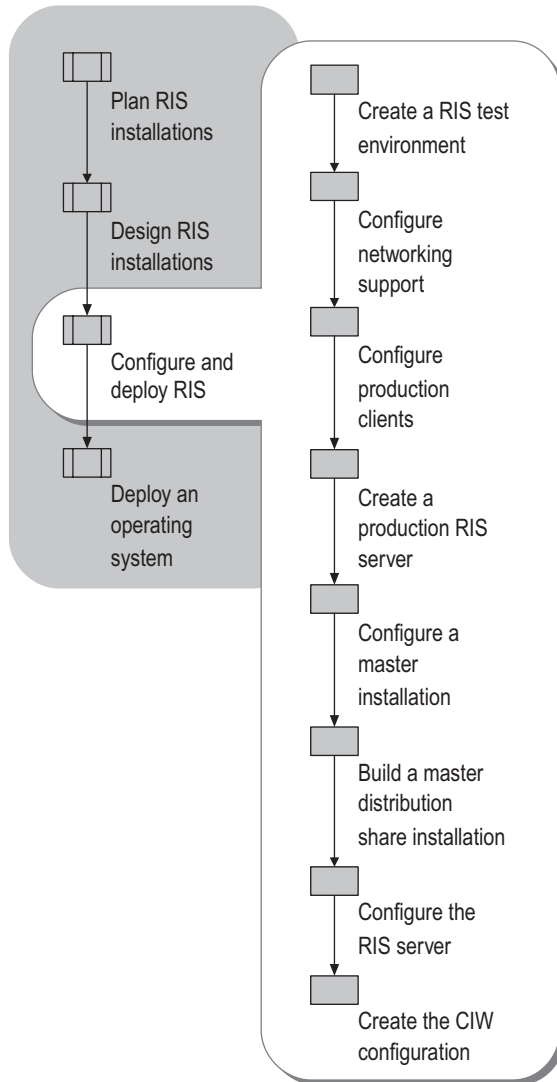 Plan RIS
installations
Design RIS
installations
Configure and
deploy RIS
Deploy an
operating
system
Create a RIS test
environment
Configure
networking
support
Configure
production
clients
Create a
production RIS
server
Configure a
master
installation
Build a master
distribution
share installation
Configure the
RIS server
Create the CIW
configuration